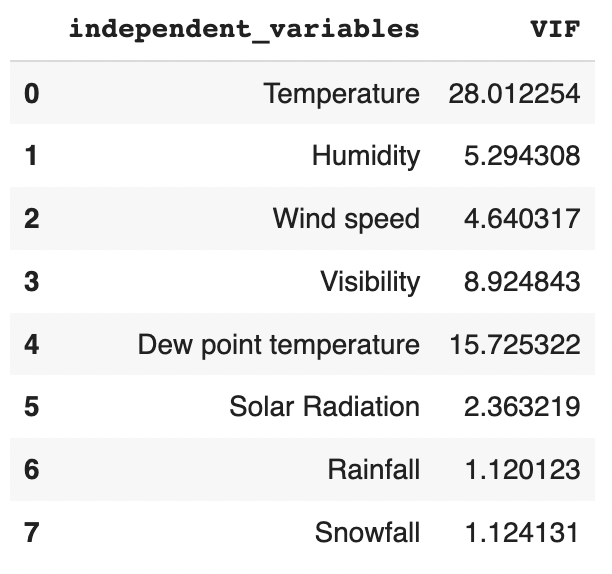 independent_variables VIF
0 Temperature 28.012254
1 Humidity 5.294308
2 Wind speed 4.640317
3 Visibility 8.924843
4 Dew point temperature 15.725322
5 Solar Radiation 2.363219
6 Rainfall 1.120123
7 Snowfall 1.124131